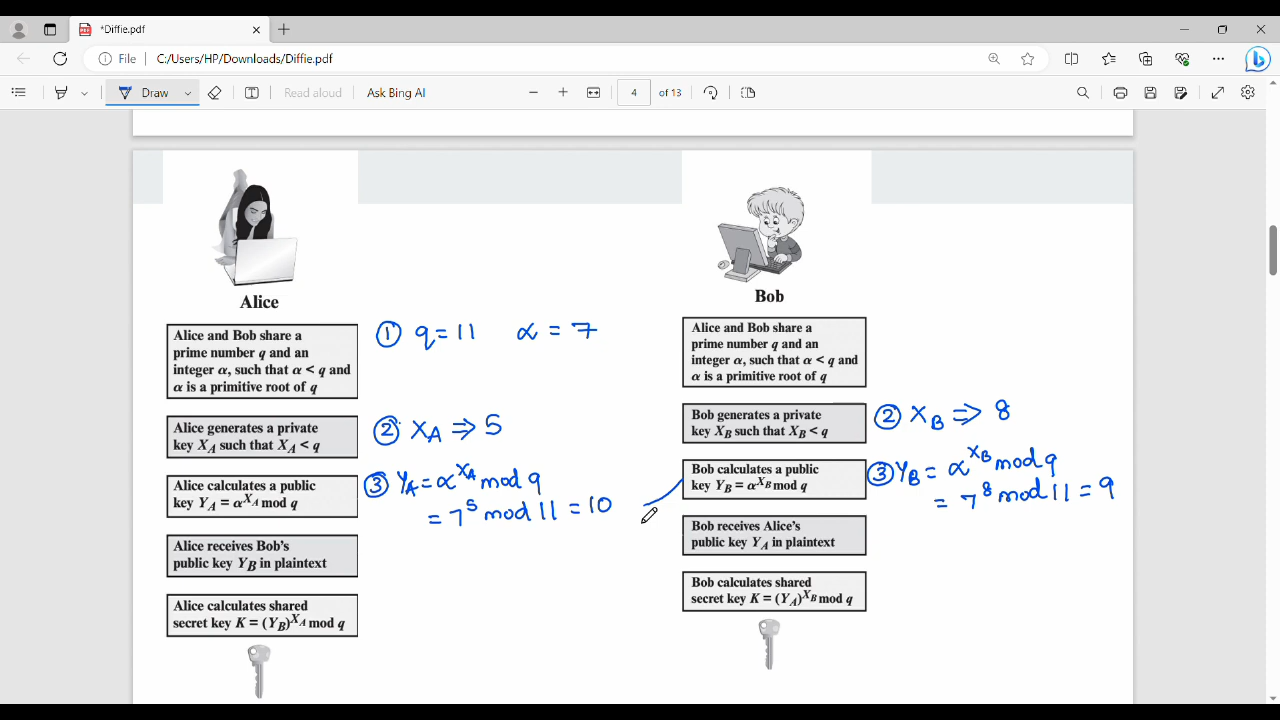 *Diffie.pdf
File C:/Users/HP/Downloads/Diffie.pdf
Draw Read aloud Ask Bing AI 4 of 13
Alice
Alice and Bob share a
prime number q and an
integer α, such that α < q and
α is a primitive root of q
① q = 11 α = 7
Alice generates a private
key X_A such that X_A < q
② X_A ⇒ 5
Alice calculates a public
key Y_A = α^X_A mod q
③ Y_A = α^X_A mod q
= 7^5 mod 11 = 10
Alice receives Bob's
public key Y_B in plaintext
Alice calculates shared
secret key K = (Y_B)^X_A mod q
Bob
Alice and Bob share a
prime number q and an
integer α, such that α < q and
α is a primitive root of q
Bob generates a private
key X_B such that X_B < q
② X_B ⇒ 8
Bob calculates a public
key Y_B = α^X_B mod q
③ Y_B = α^X_B mod q
= 7^8 mod 11 = 9
Bob receives Alice's
public key Y_A in plaintext
Bob calculates shared
secret key K = (Y_A)^X_B mod q